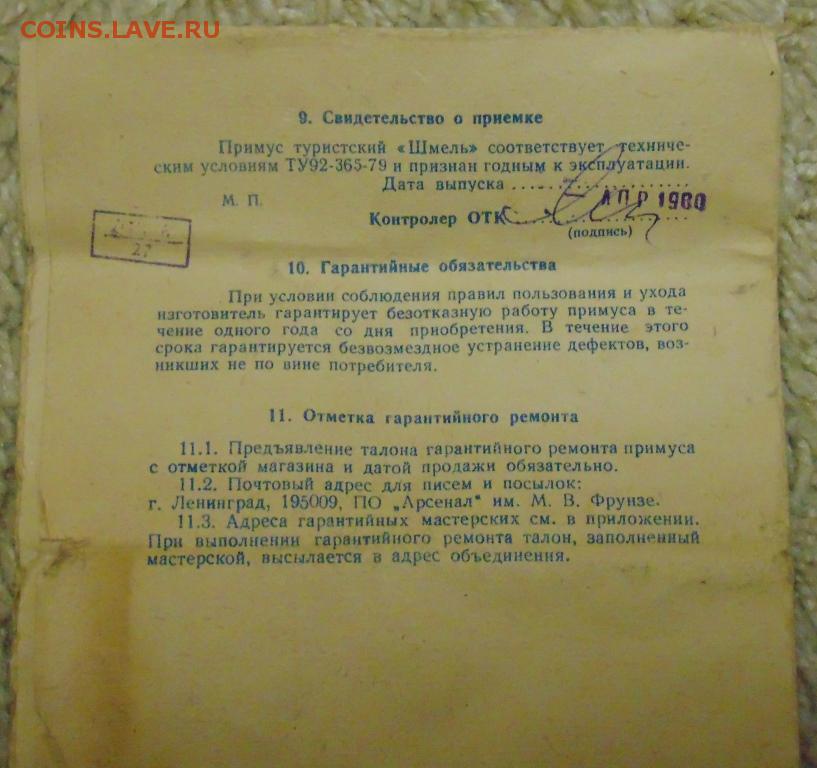 COINS.LAVE.RU
9. Свидетельство о приемке
Примус туристский «Шмель» соответствует техниче-
ским условиям ТУ92-365-79 и признан годным к эксплуатации.
Дата выпуска ........................
М. П.
АПР 1980
Контролер ОТК ........................
(подпись)
27
10. Гарантийные обязательства
При условии соблюдения правил пользования и ухода
изготовитель гарантирует безотказную работу примуса в те-
чение одного года со дня приобретения. В течение этого
срока гарантируется безвозмездное устранение дефектов, воз-
никших не по вине потребителя.
11. Отметка гарантийного ремонта
11.1. Предъявление талона гарантийного ремонта примуса
с отметкой магазина и датой продажи обязательно.
11.2. Почтовый адрес для писем и посылок:
г. Ленинград, 195009, ПО „Арсенал“ им. М. В. Фрунзе.
11.3. Адреса гарантийных мастерских см. в приложении.
При выполнении гарантийного ремонта талон, заполненный
мастерской, высылается в адрес объединения.